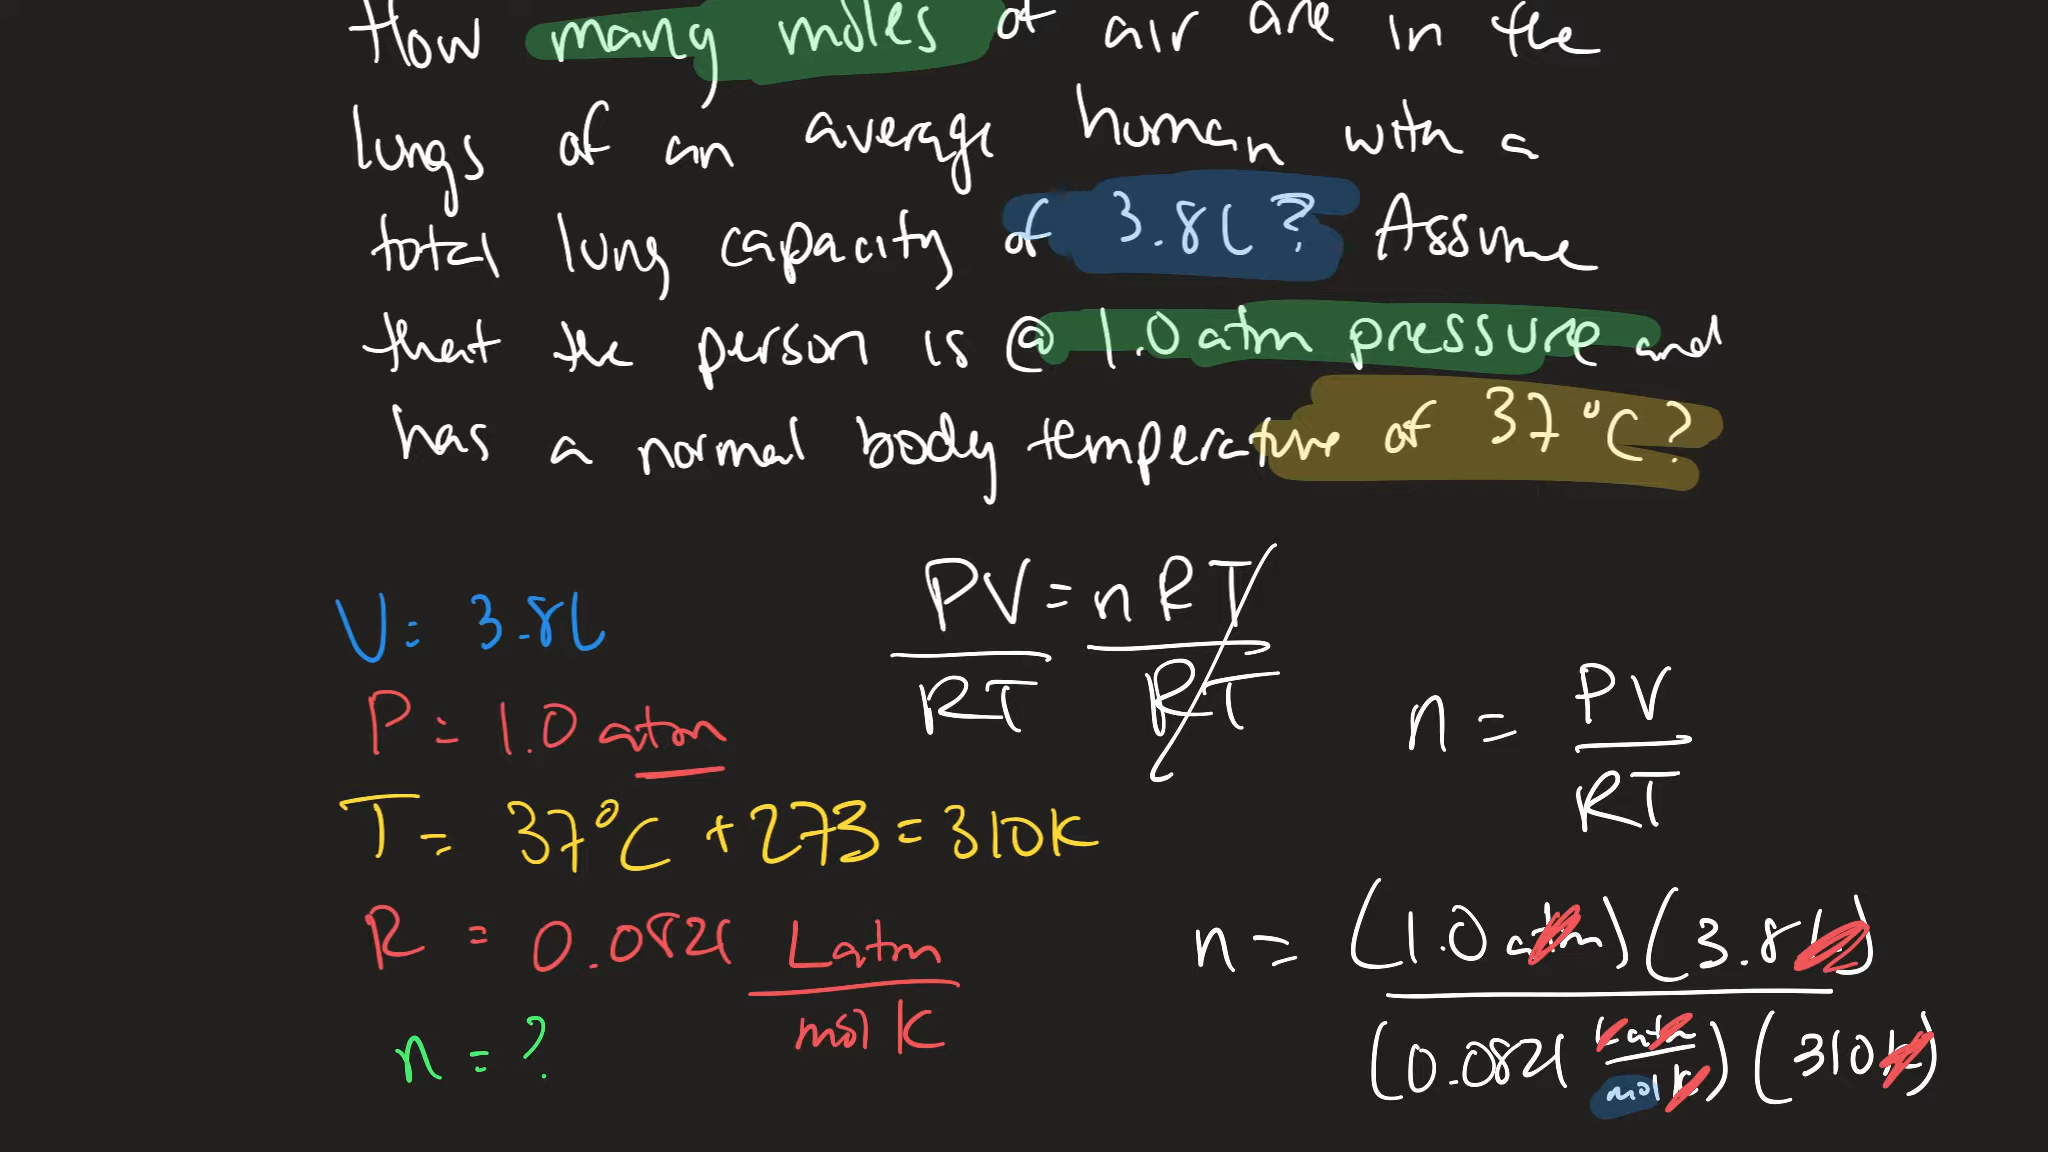 How many moles of air are in the
lungs of an average human with a
total lung capacity of 3.8L? Assume
that the person is @ 1.0 atm pressure and
has a normal body temperature of 37°C?
V = 3.8L
P = 1.0 atm
T = 37°C + 273 = 310K
R = 0.0821 L atm
mol K
n = ?
PV = nRT
RT RT
n = PV
RT
n = (1.0 atm)(3.8L)
(0.0821 L atm
mol K) (310K)